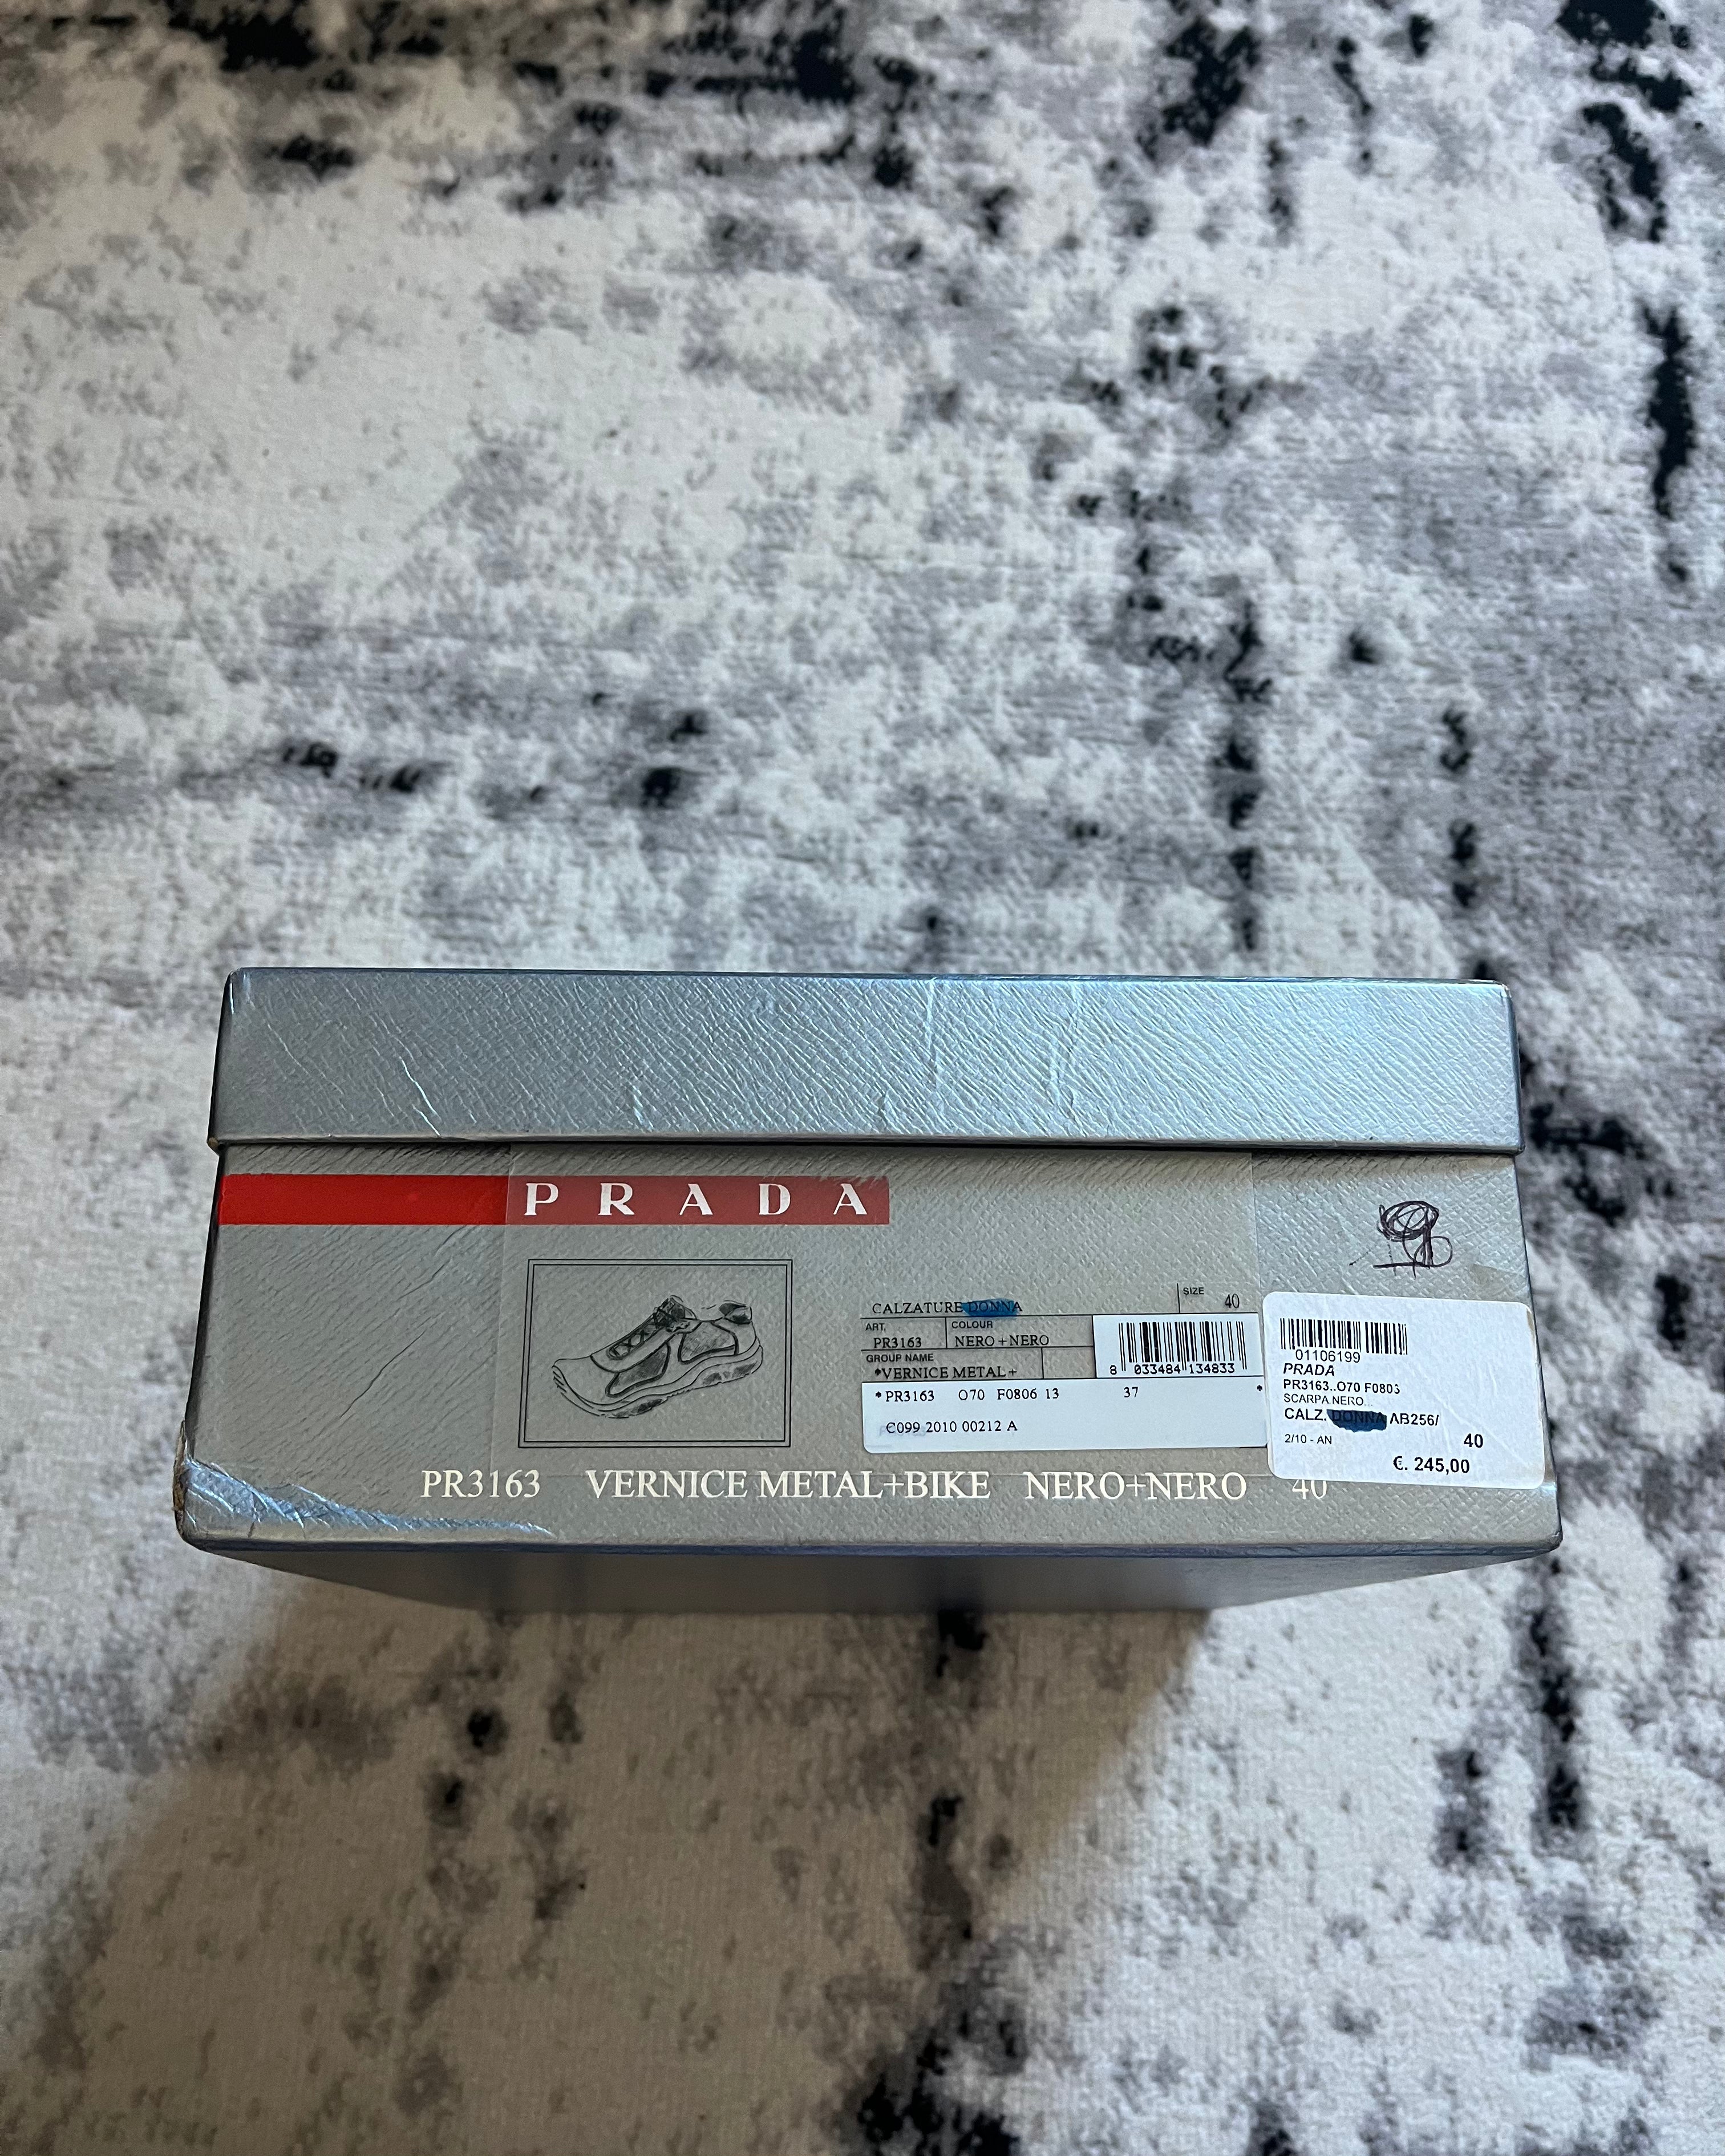 PRADA
CALZATURE DONNA
SIZE
40
ART.
PR3163
COLOUR
NERO+NERO
GROUP NAME
*VERNICE METAL+
8 033484 134833
*PR3163 O70 F0806 13 37 *
C099 2010 00212 A
01106199
PRADA
PR3163..O70 F0803
SCARPA NERO...
CALZ. DONNA AB256/
2/10 - AN 40
€. 245,00
PR3163 VERNICE METAL+BIKE NERO+NERO 40